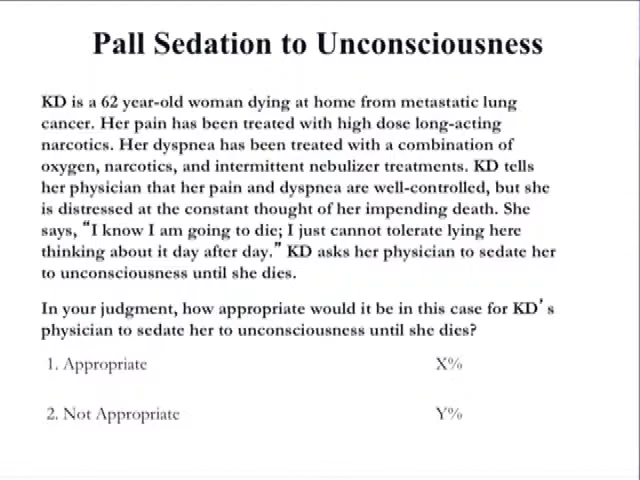 Pall Sedation to Unconsciousness
KD is a 62 year-old woman dying at home from metastatic lung
cancer. Her pain has been treated with high dose long-acting
narcotics. Her dyspnea has been treated with a combination of
oxygen, narcotics, and intermittent nebulizer treatments. KD tells
her physician that her pain and dyspnea are well-controlled, but she
is distressed at the constant thought of her impending death. She
says, “I know I am going to die; I just cannot tolerate lying here
thinking about it day after day.” KD asks her physician to sedate her
to unconsciousness until she dies.
In your judgment, how appropriate would it be in this case for KD’s
physician to sedate her to unconsciousness until she dies?
1. Appropriate X%
2. Not Appropriate Y%